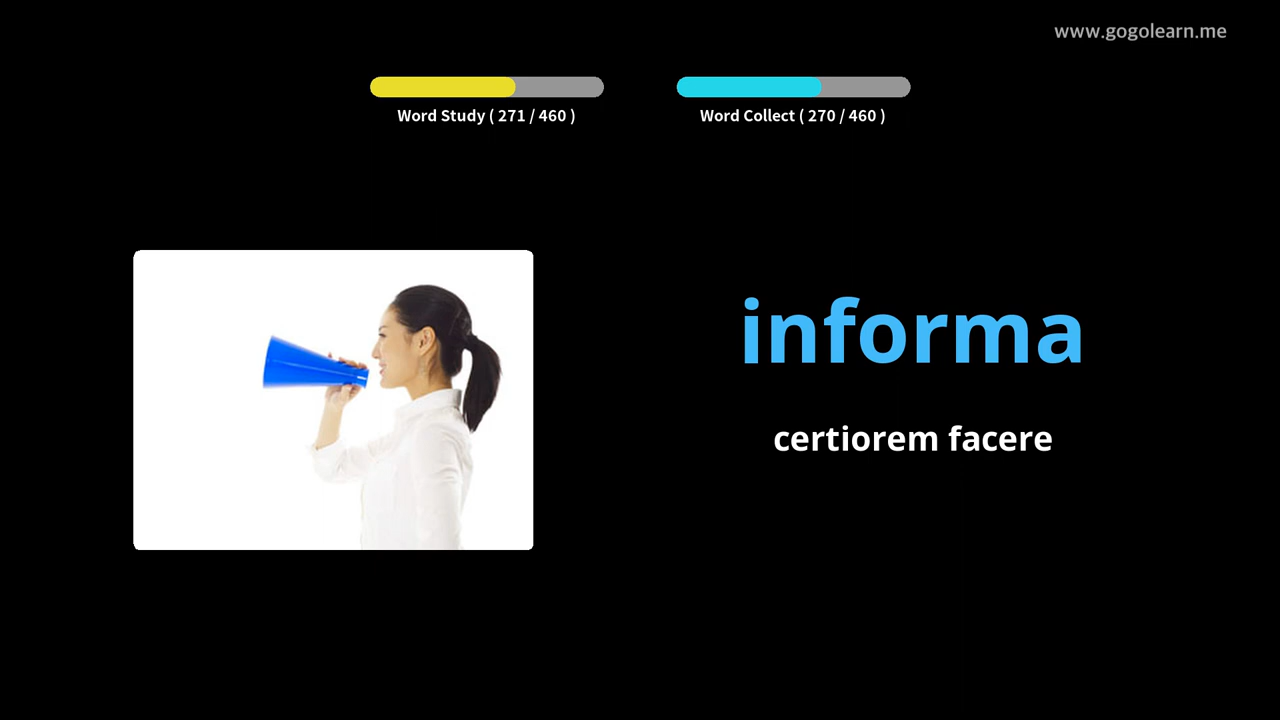 www.gogolearn.me
Word Study ( 271 / 460 )
Word Collect ( 270 / 460 )
informa
certiorem facere